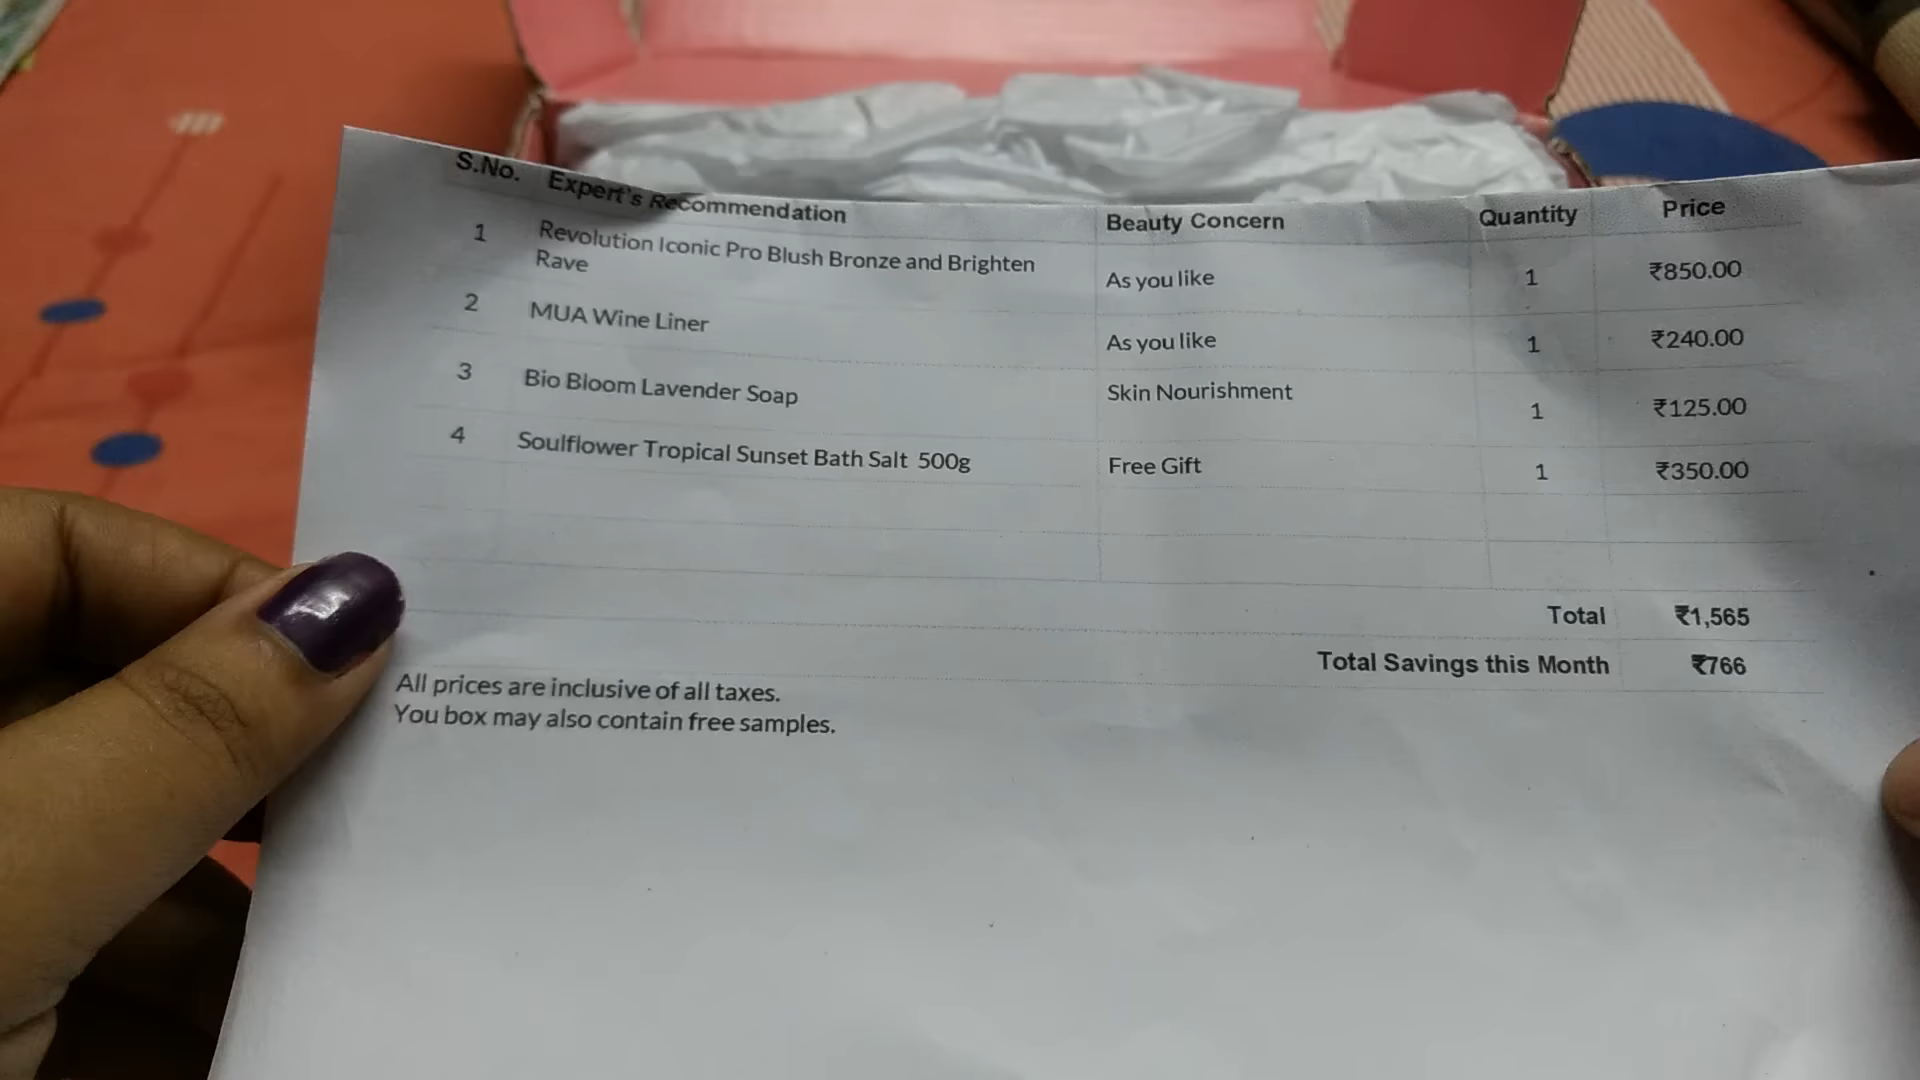 S.No. Expert's Recommendation Beauty Concern Quantity Price
1 Revolution Iconic Pro Blush Bronze and Brighten
Rave As you like 1 ₹850.00
2 MUA Wine Liner As you like 1 ₹240.00
3 Bio Bloom Lavender Soap Skin Nourishment 1 ₹125.00
4 Soulflower Tropical Sunset Bath Salt 500g Free Gift 1 ₹350.00
Total ₹1,565
Total Savings this Month ₹766
All prices are inclusive of all taxes.
You box may also contain free samples.